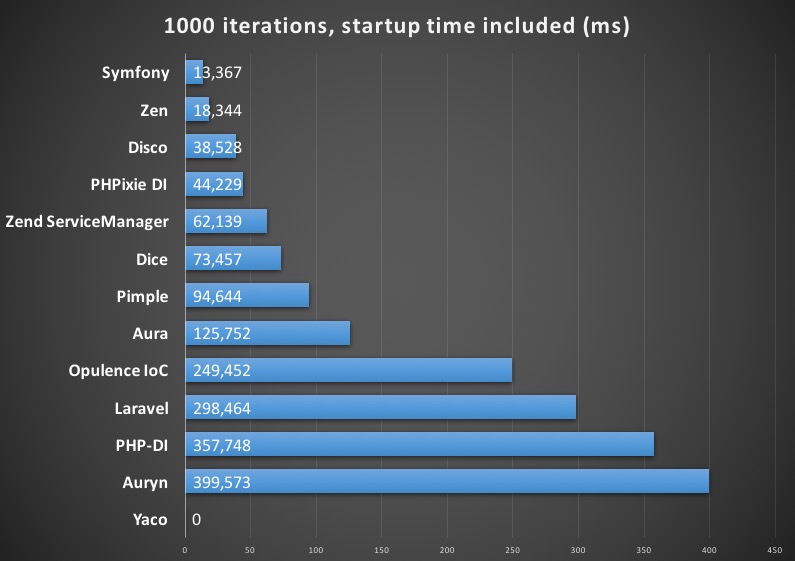 1000 iterations, startup time included (ms)
Symfony 13,367
Zen 18,344
Disco 38,528
PHPixie DI 44,229
Zend ServiceManager 62,139
Dice 73,457
Pimple 94,644
Aura 125,752
Opulence IoC 249,452
Laravel 298,464
PHP-DI 357,748
Auryn 399,573
Yaco 0
0 50 100 150 200 250 300 350 400 450